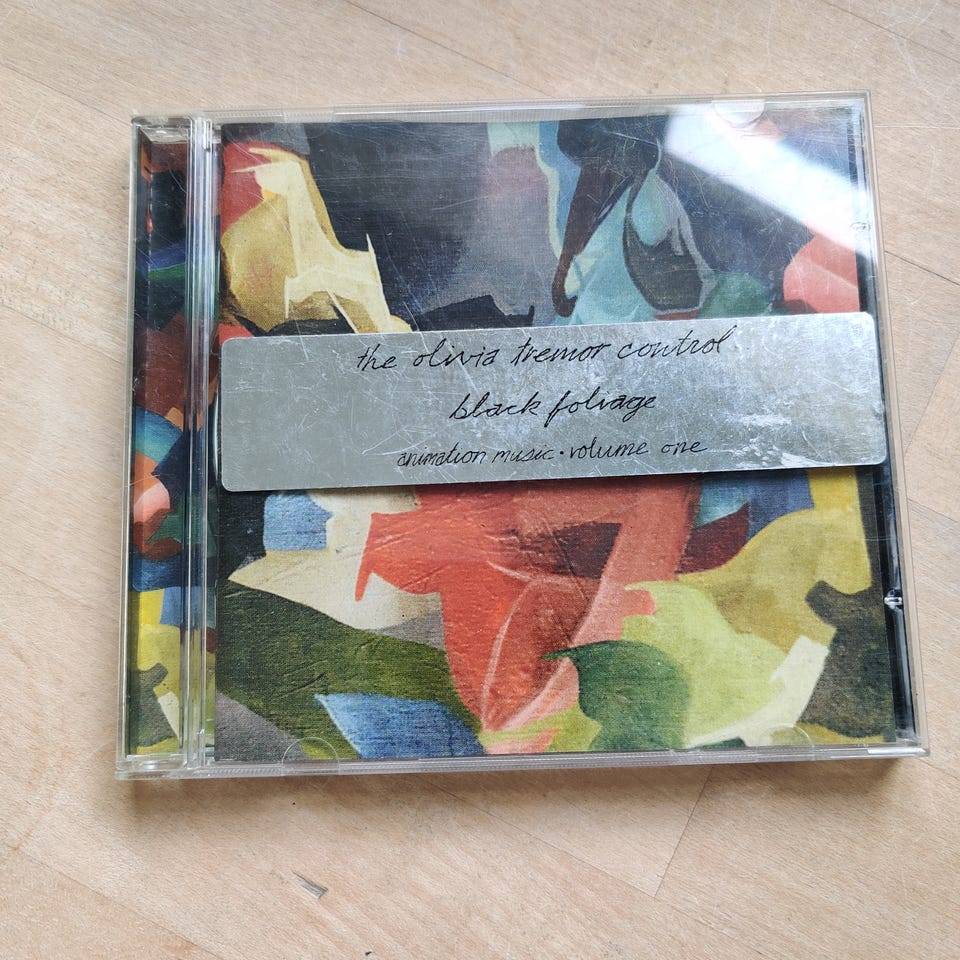 the olivia tremor control
black foliage
animation music • volume one